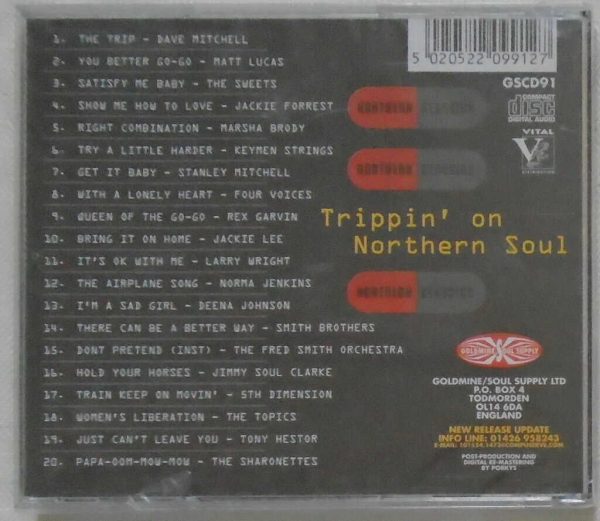 1. THE TRIP - DAVE MITCHELL
2. YOU BETTER GO-GO - MATT LUCAS
3. SATISFY ME BABY - THE SWEETS
4. SHOW ME HOW TO LOVE - JACKIE FORREST
5. RIGHT COMBINATION - MARSHA BRODY
6. TRY A LITTLE HARDER - KEYMEN STRINGS
7. GET IT BABY - STANLEY MITCHELL
8. WITH A LONELY HEART - FOUR VOICES
9. QUEEN OF THE GO-GO - REX GARVIN
10. BRING IT ON HOME - JACKIE LEE
11. IT'S OK WITH ME - LARRY WRIGHT
12. THE AIRPLANE SONG - NORMA JENKINS
13. I'M A SAD GIRL - DEENA JOHNSON
14. THERE CAN BE A BETTER WAY - SMITH BROTHERS
15. DONT PRETEND (INST) - THE FRED SMITH ORCHESTRA
16. HOLD YOUR HORSES - JIMMY SOUL CLARKE
17. TRAIN KEEP ON MOVIN' - 5TH DIMENSION
18. WOMEN'S LIBERATION - THE TOPICS
19. JUST CAN'T LEAVE YOU - TONY HESTOR
20. PAPA-OOM-MOW-MOW - THE SHARONETTES
5 020522 099127
GSCD91
COMPACT
disc
DIGITAL AUDIO
VITAL
V
DISTRIBUTION
NORTHERN
NORTHERN
Trippin' on
Northern Soul
NORTHERN
GOLDMINE SOUL SUPPLY
GOLDMINE/SOUL SUPPLY LTD
P.O. BOX 4
TODMORDEN
OL14 6DA
ENGLAND
NEW RELEASE UPDATE
INFO LINE: 01426 958243
POST-PRODUCTION AND
DIGITAL RE-MASTERING
BY PORKYS